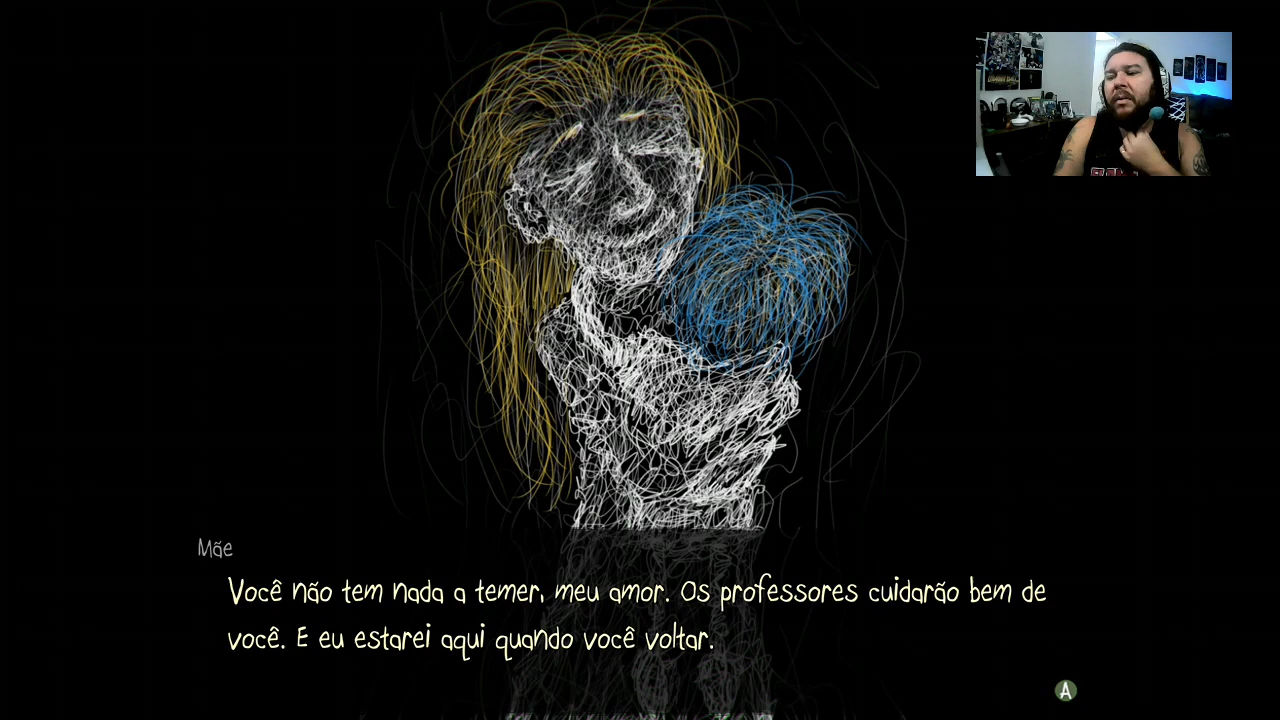 Mãe
Você não tem nada a temer, meu amor. Os professores cuidarão bem de
você. E eu estarei aqui quando você voltar.
A